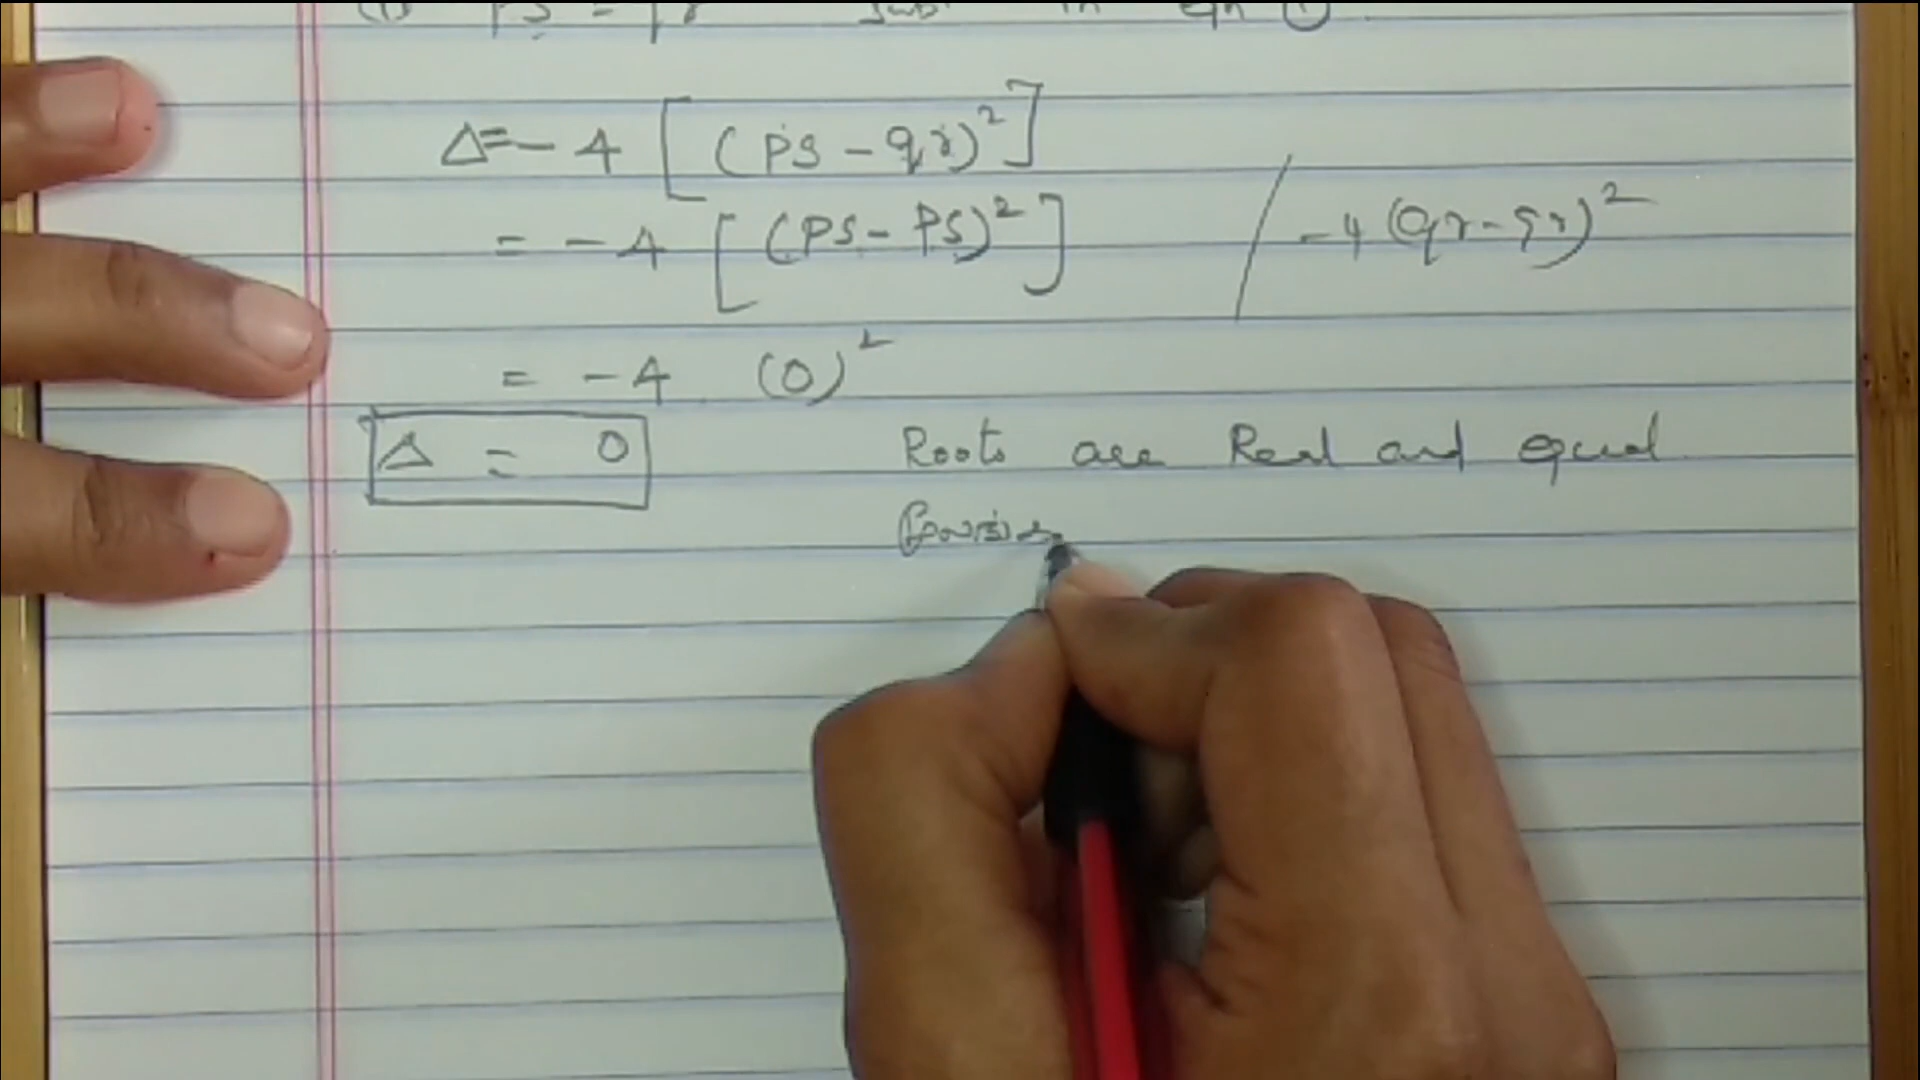 Δ = - 4 [(ps - qr)²]
= - 4 [(ps - ps)²] / -4 (qr - qr)²
= - 4 (0)²
Δ = 0 Roots are Real and equal